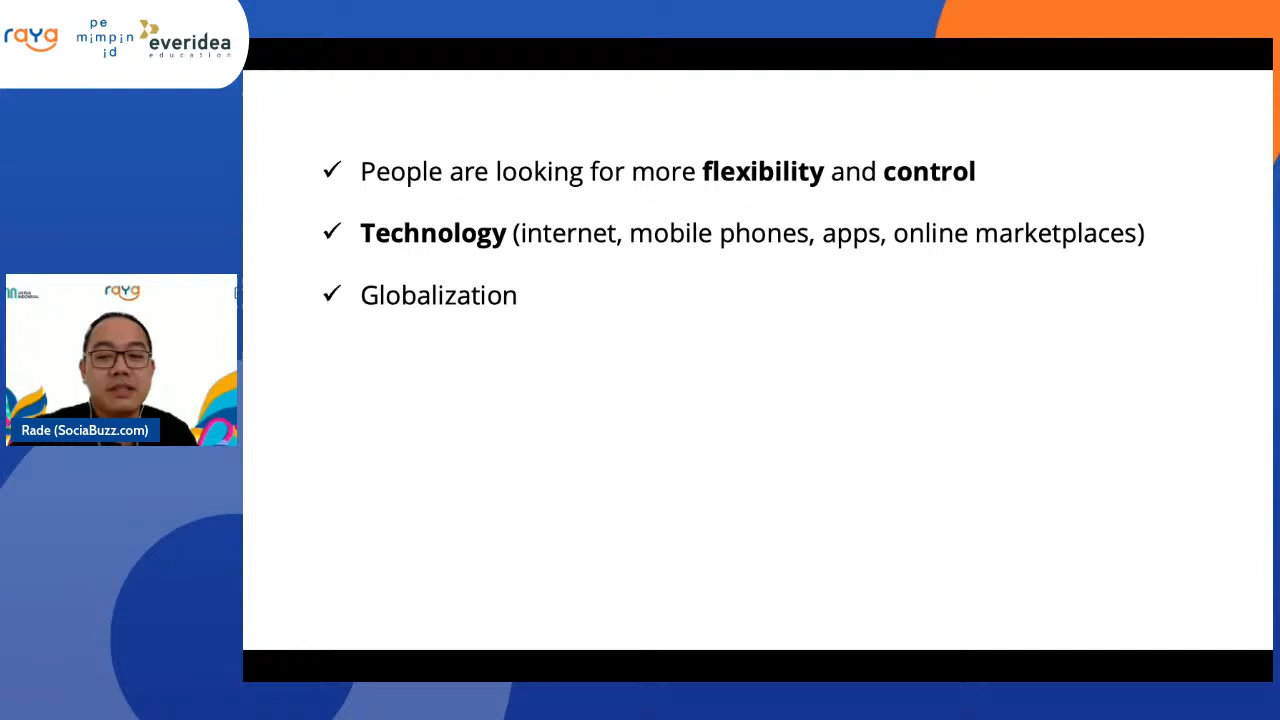 raya
pe
mimpin
id
everidea
education
✓ People are looking for more flexibility and control
✓ Technology (internet, mobile phones, apps, online marketplaces)
✓ Globalization
raya
Rade (SociaBuzz.com)